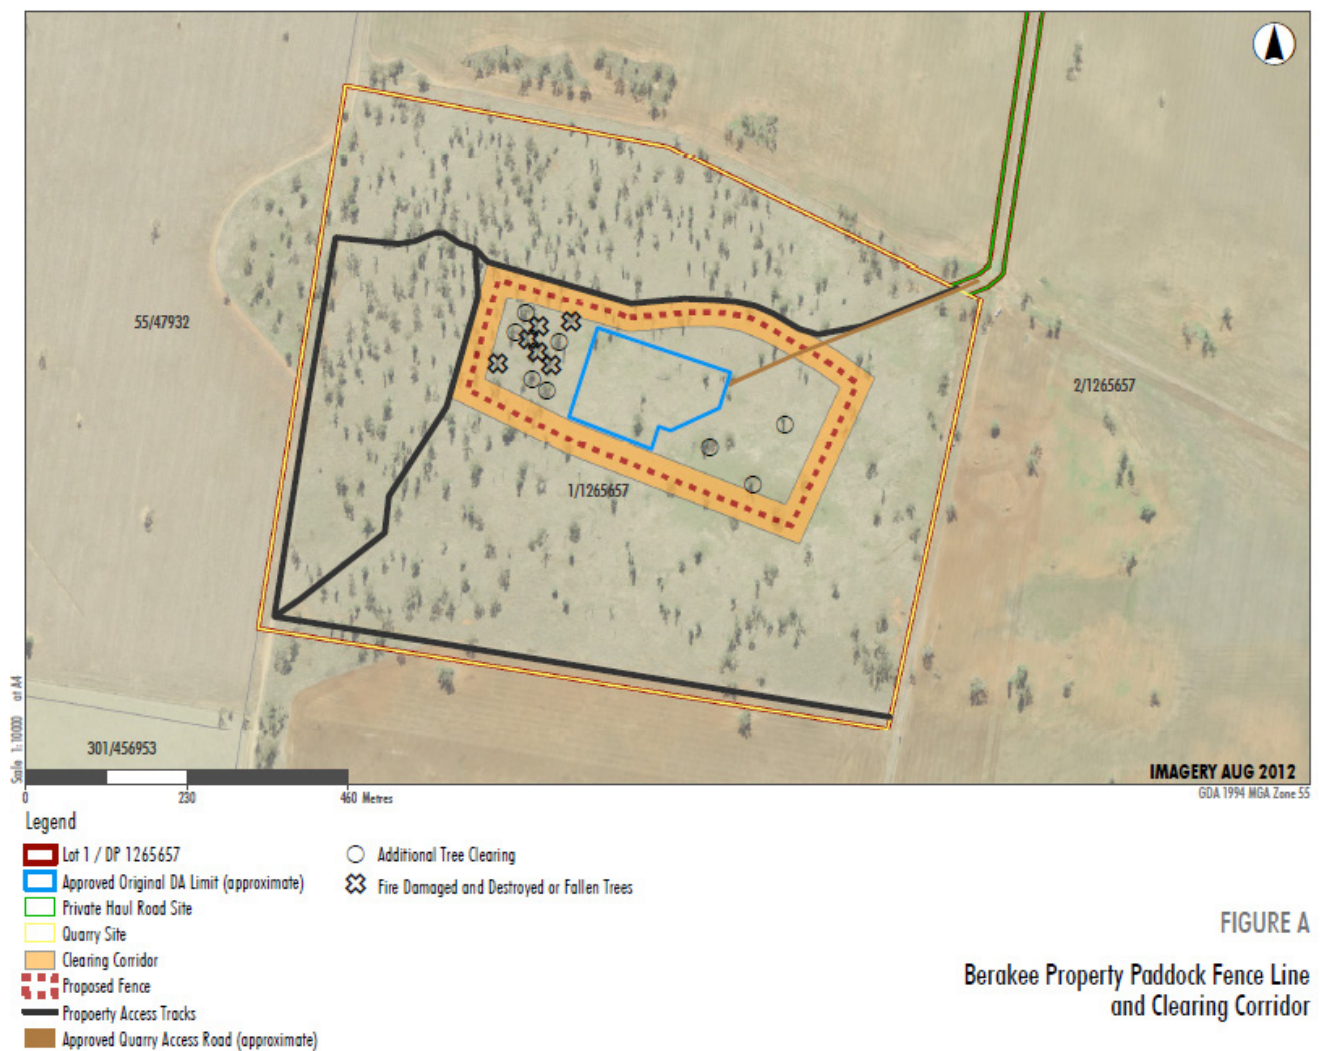 55/47932
2/1265657
1/1265657
301/456953
Scale 1:10000 at A4
IMAGERY AUG 2012
0 230 460 Metres
GDA 1994 MGA Zone 55
Legend
Lot 1 / DP 1265657
Approved Original DA Limit (approximate)
Private Haul Road Site
Quarry Site
Clearing Corridor
Proposed Fence
Propoerty Access Tracks
Approved Quarry Access Road (approximate)
Additional Tree Clearing
Fire Damaged and Destroyed or Fallen Trees
FIGURE A
Berakee Property Paddock Fence Line
and Clearing Corridor